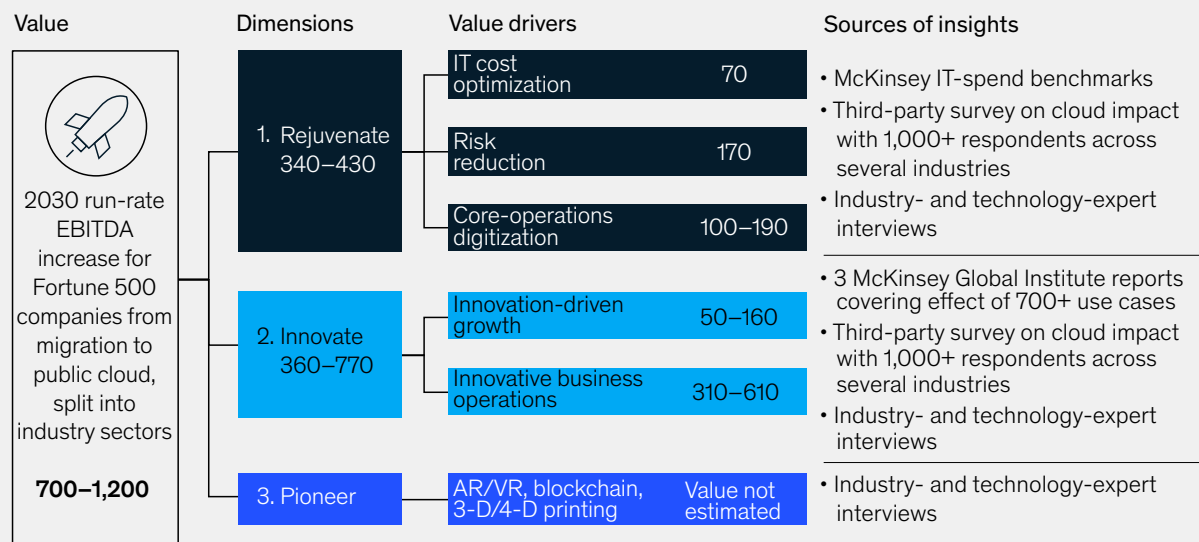 Value
Dimensions
Value drivers
Sources of insights
2030 run-rate
EBITDA
increase for
Fortune 500
companies from
migration to
public cloud,
split into
industry sectors
700–1,200
1. Rejuvenate
340–430
IT cost
optimization
70
Risk
reduction
170
Core-operations
digitization
100–190
• McKinsey IT-spend benchmarks
• Third-party survey on cloud impact
with 1,000+ respondents across
several industries
• Industry- and technology-expert
interviews
2. Innovate
360–770
Innovation-driven
growth
50–160
Innovative business
operations
310–610
• 3 McKinsey Global Institute reports
covering effect of 700+ use cases
• Third-party survey on cloud impact
with 1,000+ respondents across
several industries
• Industry- and technology-expert
interviews
3. Pioneer
AR/VR, blockchain,
3-D/4-D printing
Value not
estimated
• Industry- and technology-expert
interviews